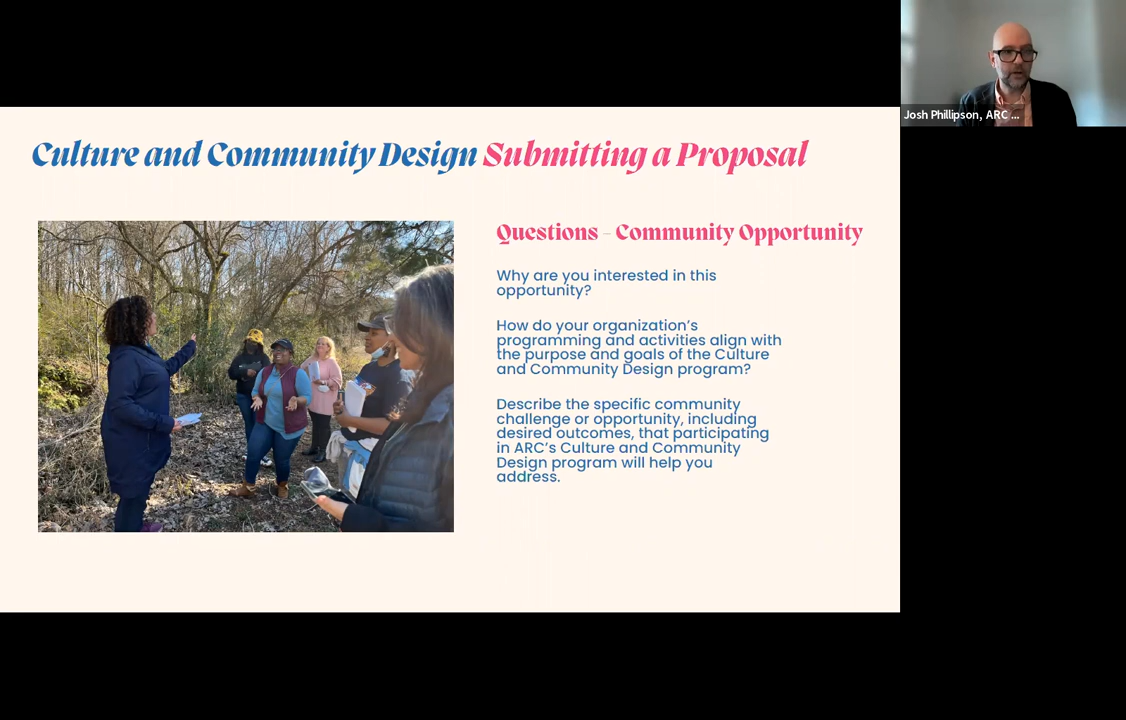 Culture and Community Design Submitting a Proposal
Questions – Community Opportunity
Why are you interested in this
opportunity?
How do your organization’s
programming and activities align with
the purpose and goals of the Culture
and Community Design program?
Describe the specific community
challenge or opportunity, including
desired outcomes, that participating
in ARC’s Culture and Community
Design program will help you
address.
Josh Phillipson, ARC ...